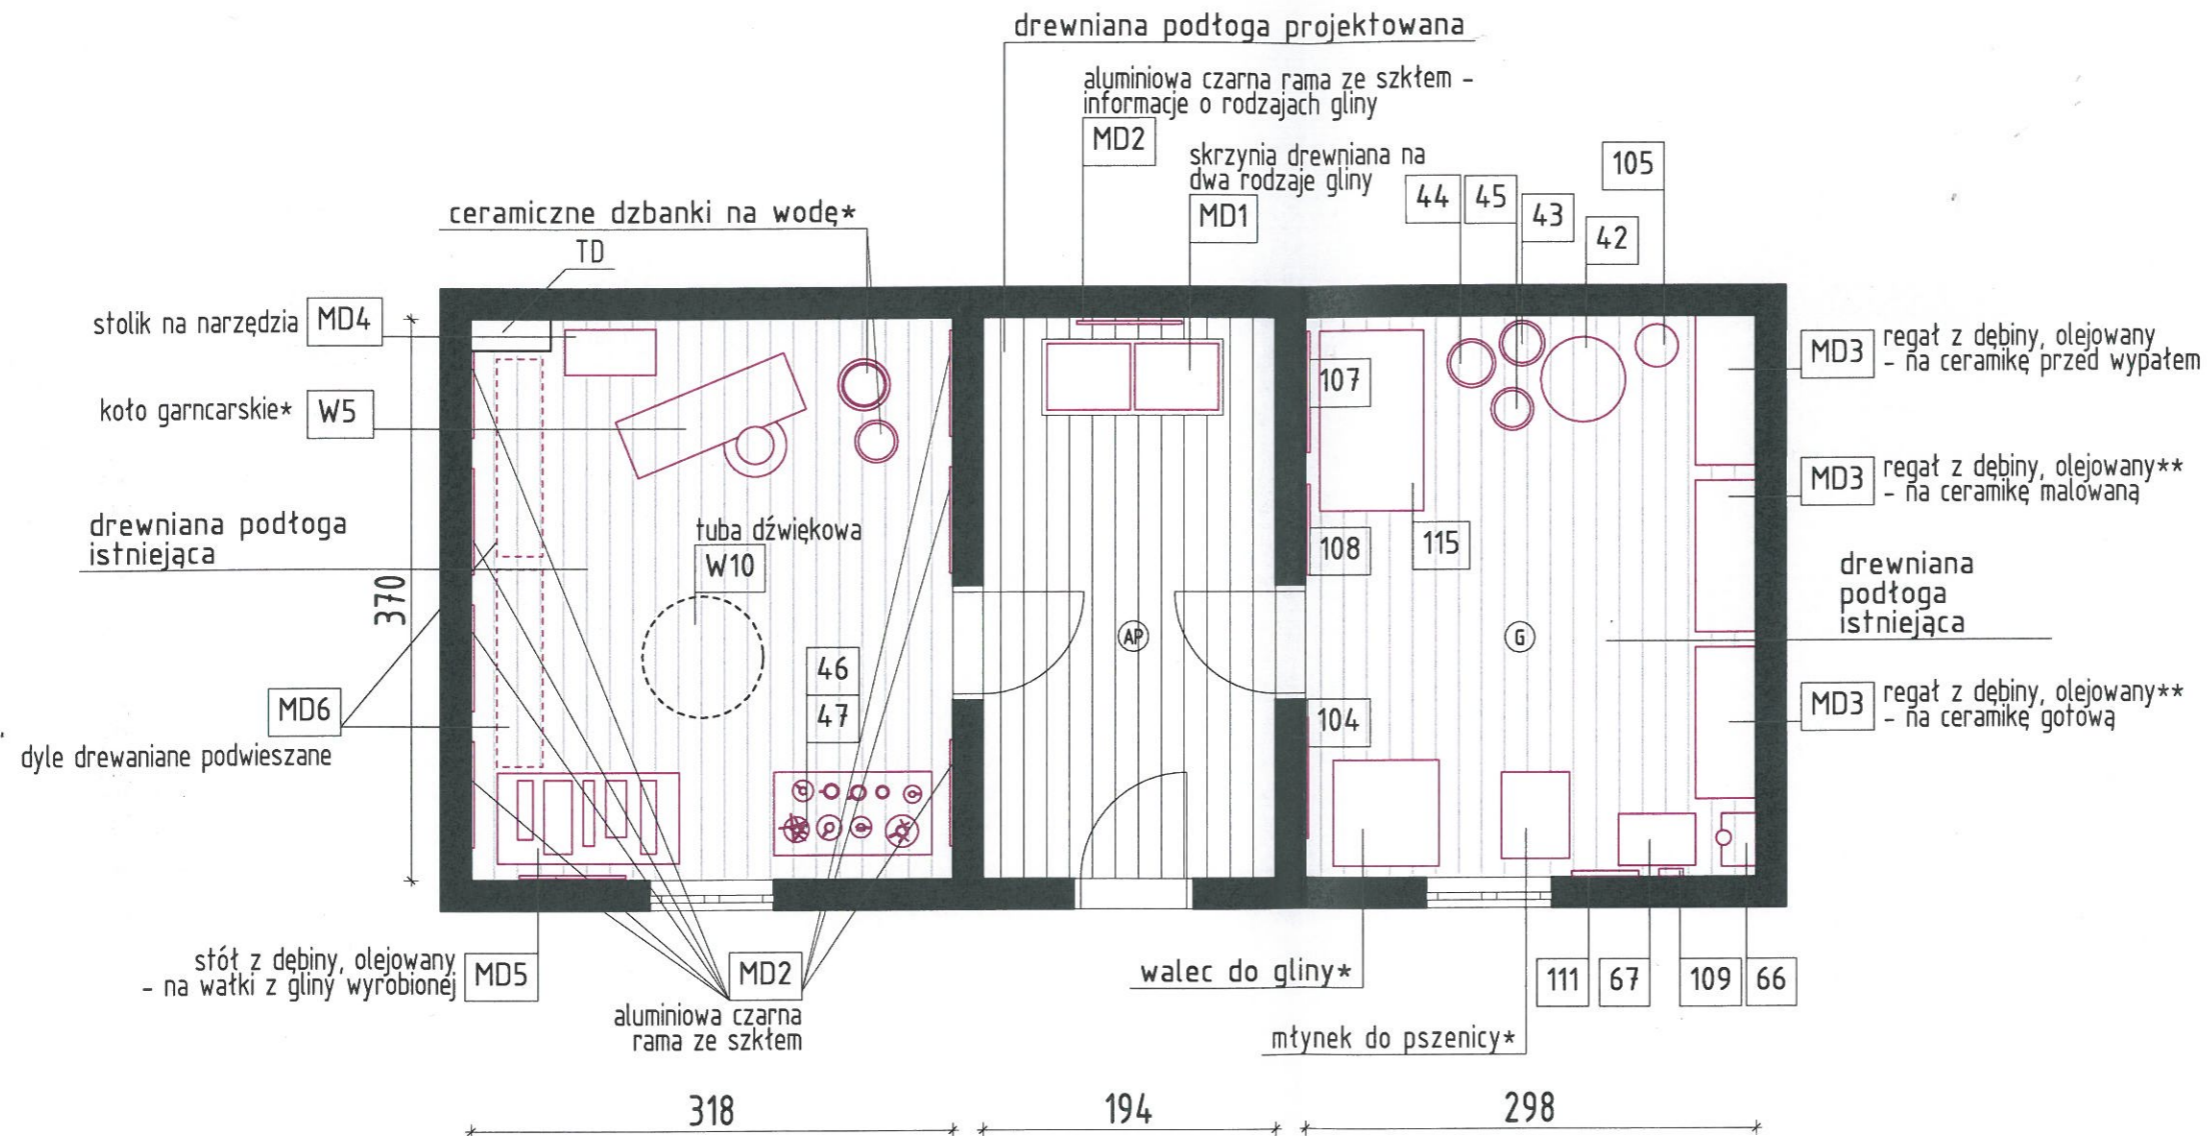 drewniana podłoga projektowana
aluminiowa czarna rama ze szkłem -
informacje o rodzajach gliny
MD2
skrzynia drewniana na
dwa rodzaje gliny
MD1
44
45
43
42
105
ceramiczne dzbanki na wodę*
TD
stolik na narzędzia
MD4
koło garncarskie*
W5
drewniana podłoga
istniejąca
370
MD6
dyle drewaniane podwieszane
tuba dźwiękowa
W10
46
47
AP
107
108
115
104
G
MD3
regał z dębiny, olejowany
- na ceramikę przed wypałem
MD3
regał z dębiny, olejowany**
- na ceramikę malowaną
drewniana
podłoga
istniejąca
MD3
regał z dębiny, olejowany**
- na ceramikę gotową
stół z dębiny, olejowany
- na wałki z gliny wyrobionej
MD5
MD2
aluminiowa czarna
rama ze szkłem
walec do gliny*
młynek do pszenicy*
111
67
109
66
318
194
298